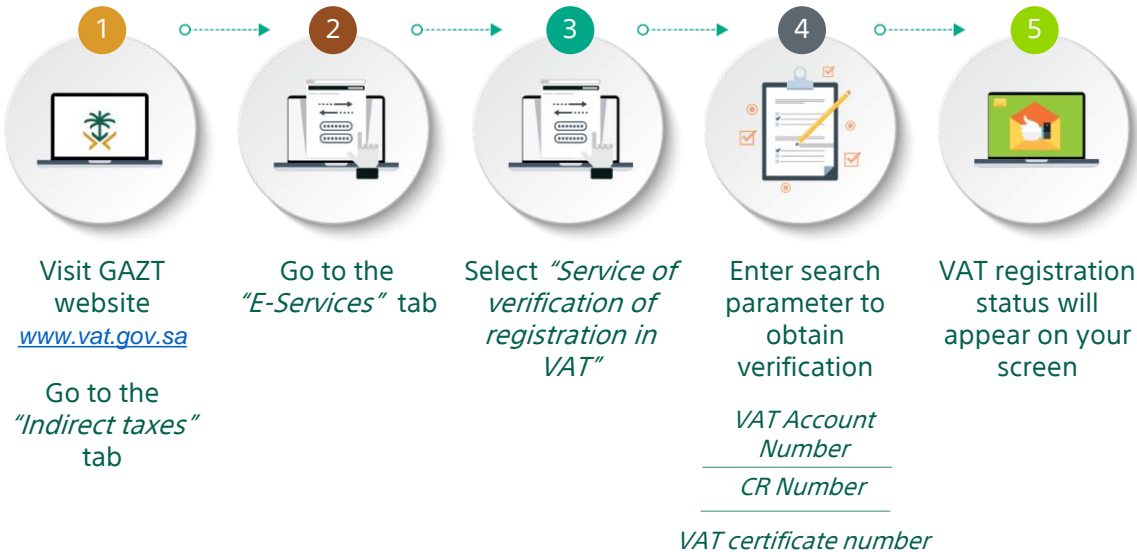 1
Visit GAZT
website
www.vat.gov.sa
Go to the
“Indirect taxes”
tab
2
Go to the
“E-Services” tab
3
Select “Service of
verification of
registration in
VAT”
4
Enter search
parameter to
obtain
verification
VAT Account
Number
CR Number
VAT certificate number
5
VAT registration
status will
appear on your
screen